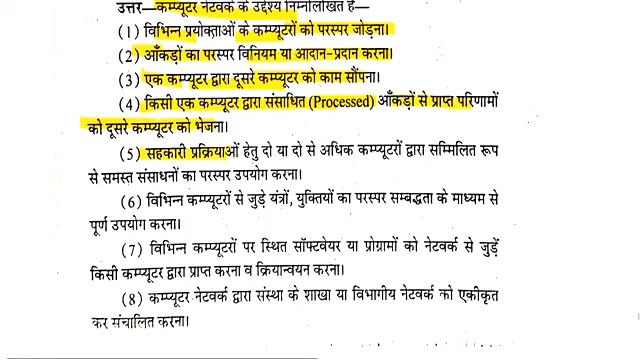 उत्तर—कम्प्यूटर नेटवर्क के उद्देश्य निम्नलिखित हैं—
(1) विभिन्न प्रयोक्ताओं के कम्प्यूटरों को परस्पर जोड़ना।
(2) आँकड़ों का परस्पर विनियम या आदान-प्रदान करना।
(3) एक कम्प्यूटर द्वारा दूसरे कम्प्यूटर को काम सौंपना।
(4) किसी एक कम्प्यूटर द्वारा संसाधित (Processed) आँकड़ों से प्राप्त परिणामों
को दूसरे कम्प्यूटर को भेजना।
(5) सहकारी प्रक्रियाओं हेतु दो या दो से अधिक कम्प्यूटरों द्वारा सम्मिलित रूप
से समस्त संसाधनों का परस्पर उपयोग करना।
(6) विभिन्न कम्प्यूटरों से जुड़े यंत्रों, युक्तियों का परस्पर सम्बद्धता के माध्यम से
पूर्ण उपयोग करना।
(7) विभिन्न कम्प्यूटरों पर स्थित सॉफ्टवेयर या प्रोग्रामों को नेटवर्क से जुड़ें
किसी कम्प्यूटर द्वारा प्राप्त करना व क्रियान्वयन करना।
(8) कम्प्यूटर नेटवर्क द्वारा संस्था के शाखा या विभागीय नेटवर्क को एकीकृत
कर संचालित करना।